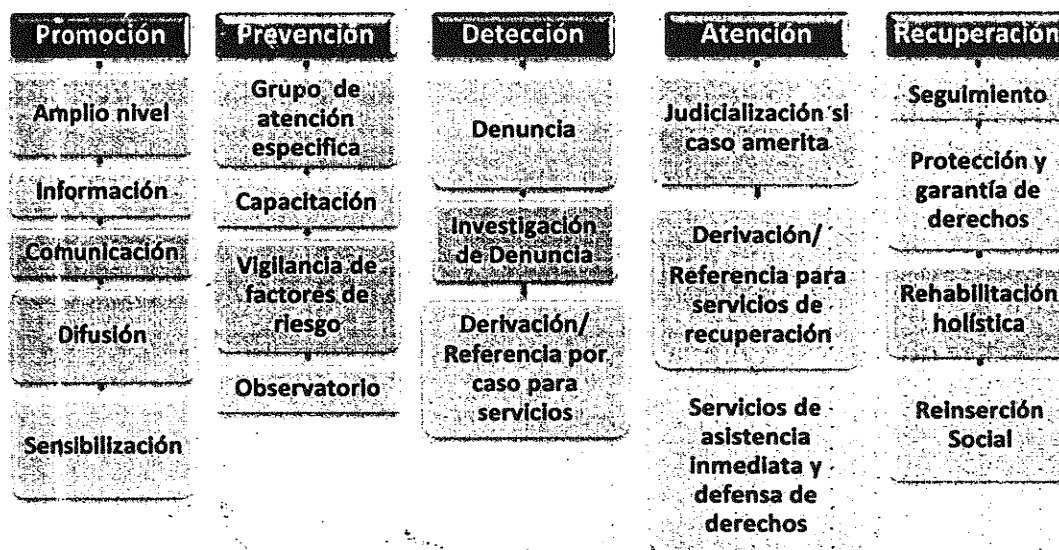 Promoción
Amplio nivel
Información
Comunicación
Difusión
Sensibilización
Prevención
Grupo de
atención
especifica
Capacitación
Vigilancia de
factores de
riesgo
Observatorio
Detección
Denuncia
Investigación
de Denuncia
Derivación/
Referencia por
caso para
servicios
Atención
Judicialización si
caso amerita
Derivación/
Referencia para
servicios de
recuperación
Servicios de
asistencia
inmediata y
defensa de
derechos
Recuperación
Seguimiento
Protección y
garantía de
derechos
Rehabilitación
holística
Reinserción
Social